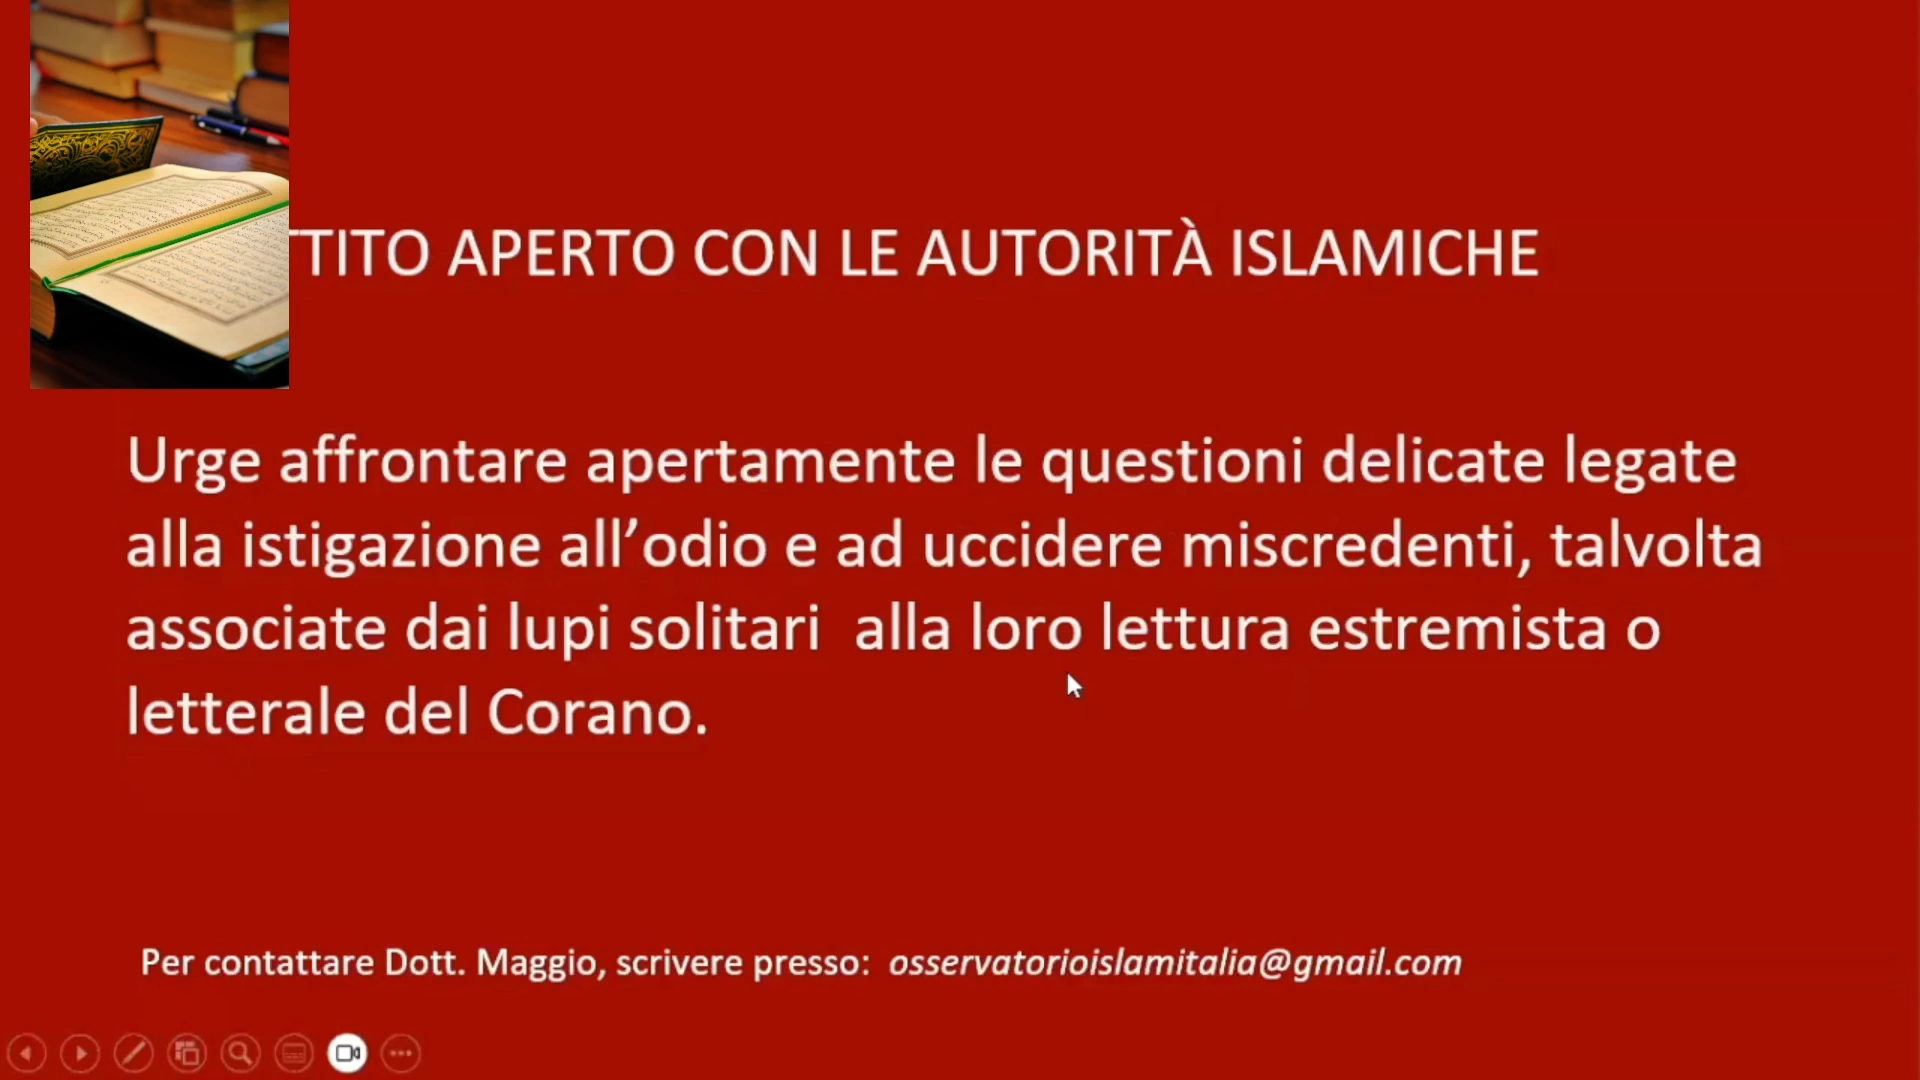 TTITO APERTO CON LE AUTORITÀ ISLAMICHE
Urge affrontare apertamente le questioni delicate legate
alla istigazione all’odio e ad uccidere miscredenti, talvolta
associate dai lupi solitari  alla loro lettura estremista o
letterale del Corano.
Per contattare Dott. Maggio, scrivere presso:  osservatorioislamitalia@gmail.com